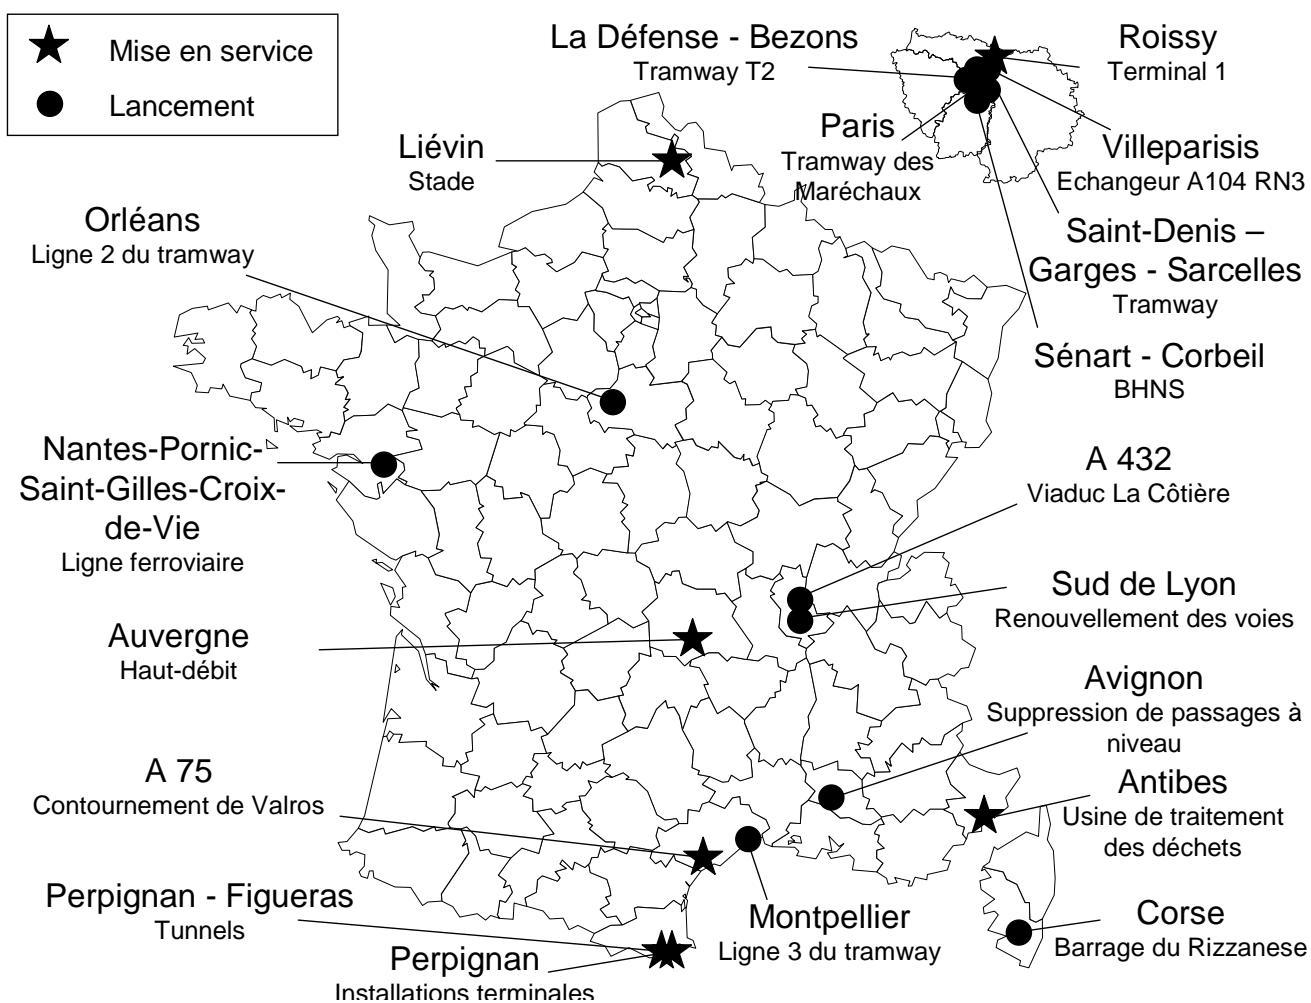 Mise en service
Lancement
La Défense - Bezons
Tramway T2
Roissy
Terminal 1
Paris
Tramway des
Maréchaux
Villeparisis
Echangeur A104 RN3
Liévin
Stade
Orléans
Ligne 2 du tramway
Saint-Denis –
Garges - Sarcelles
Tramway
Sénart - Corbeil
BHNS
Nantes-Pornic-
Saint-Gilles-Croix-
de-Vie
Ligne ferroviaire
A 432
Viaduc La Côtière
Sud de Lyon
Renouvellement des voies
Auvergne
Haut-débit
Avignon
Suppression de passages à
niveau
A 75
Contournement de Valros
Antibes
Usine de traitement
des déchets
Perpignan - Figueras
Tunnels
Perpignan
Installations terminales
Montpellier
Ligne 3 du tramway
Corse
Barrage du Rizzanese